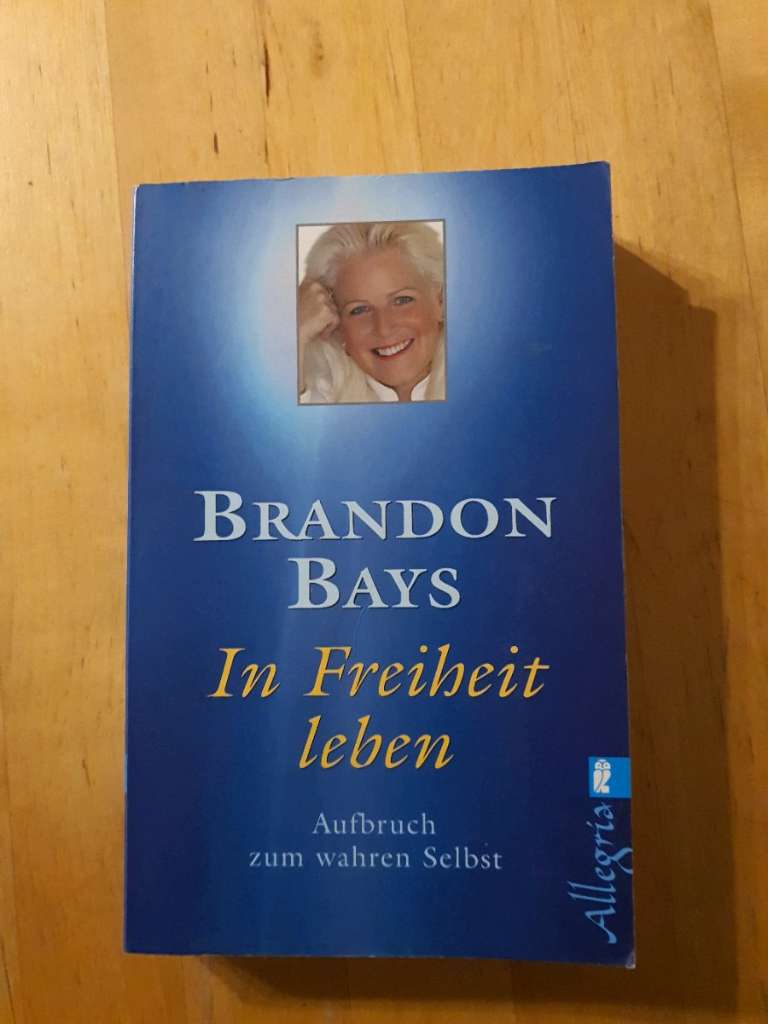 BRANDON
BAYS
In Freiheit
leben
Aufbruch
zum wahren Selbst
Allegria